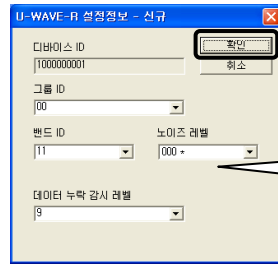 U-WAVE-R 설정정보 - 신규
디바이스 ID
1000000001
확인
취소
그룹 ID
00
밴드 ID
노이즈 레벨
11
000 *
데이터 누락 감시 레벨
9